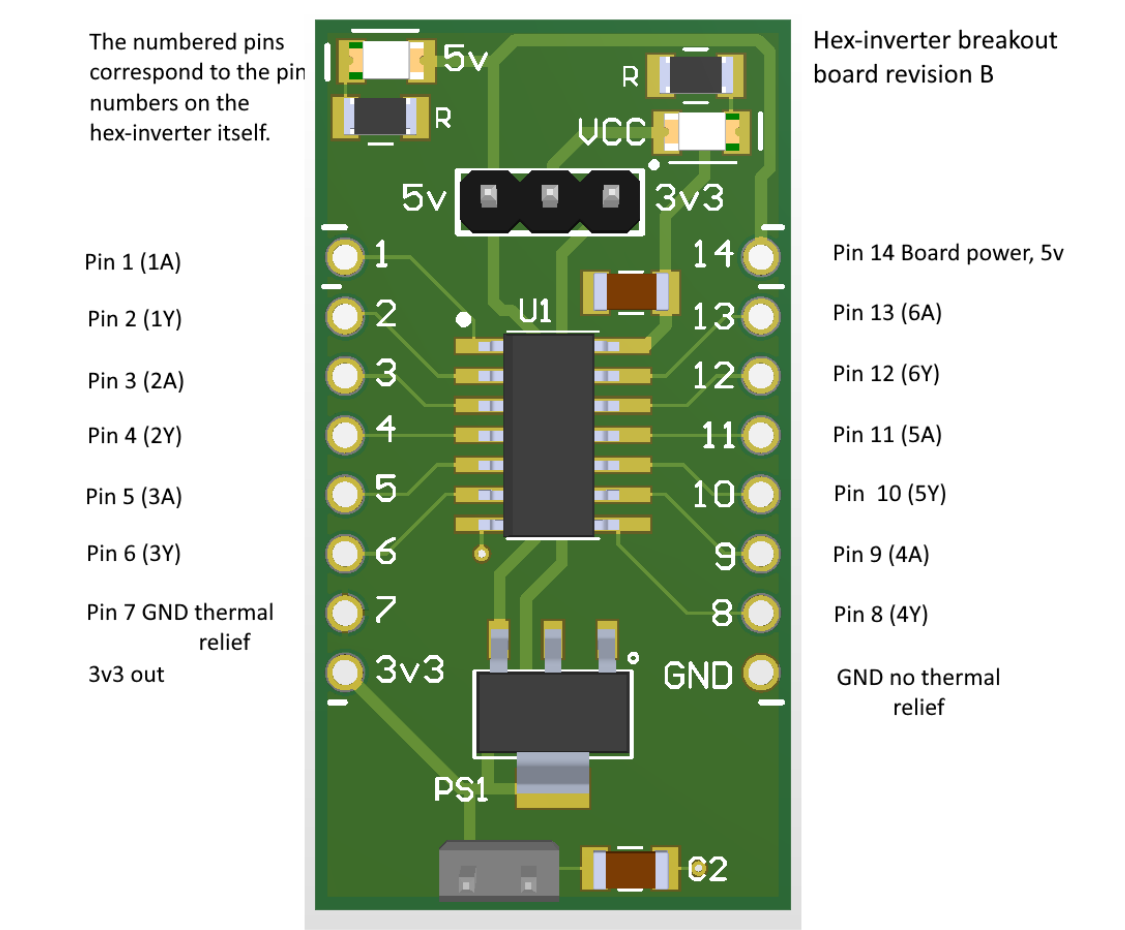 The numbered pins
correspond to the pin
numbers on the
hex-inverter itself.
Hex-inverter breakout
board revision B
5v
R
R
VCC
5v
3v3
Pin 1 (1A)
1
14
Pin 14 Board power, 5v
Pin 2 (1Y)
2
U1
13
Pin 13 (6A)
Pin 3 (2A)
3
12
Pin 12 (6Y)
Pin 4 (2Y)
4
11
Pin 11 (5A)
Pin 5 (3A)
5
10
Pin  10 (5Y)
Pin 6 (3Y)
6
9
Pin 9 (4A)
Pin 7 GND thermal
relief
7
8
Pin 8 (4Y)
3v3 out
3v3
GND
GND no thermal
relief
PS1
C2